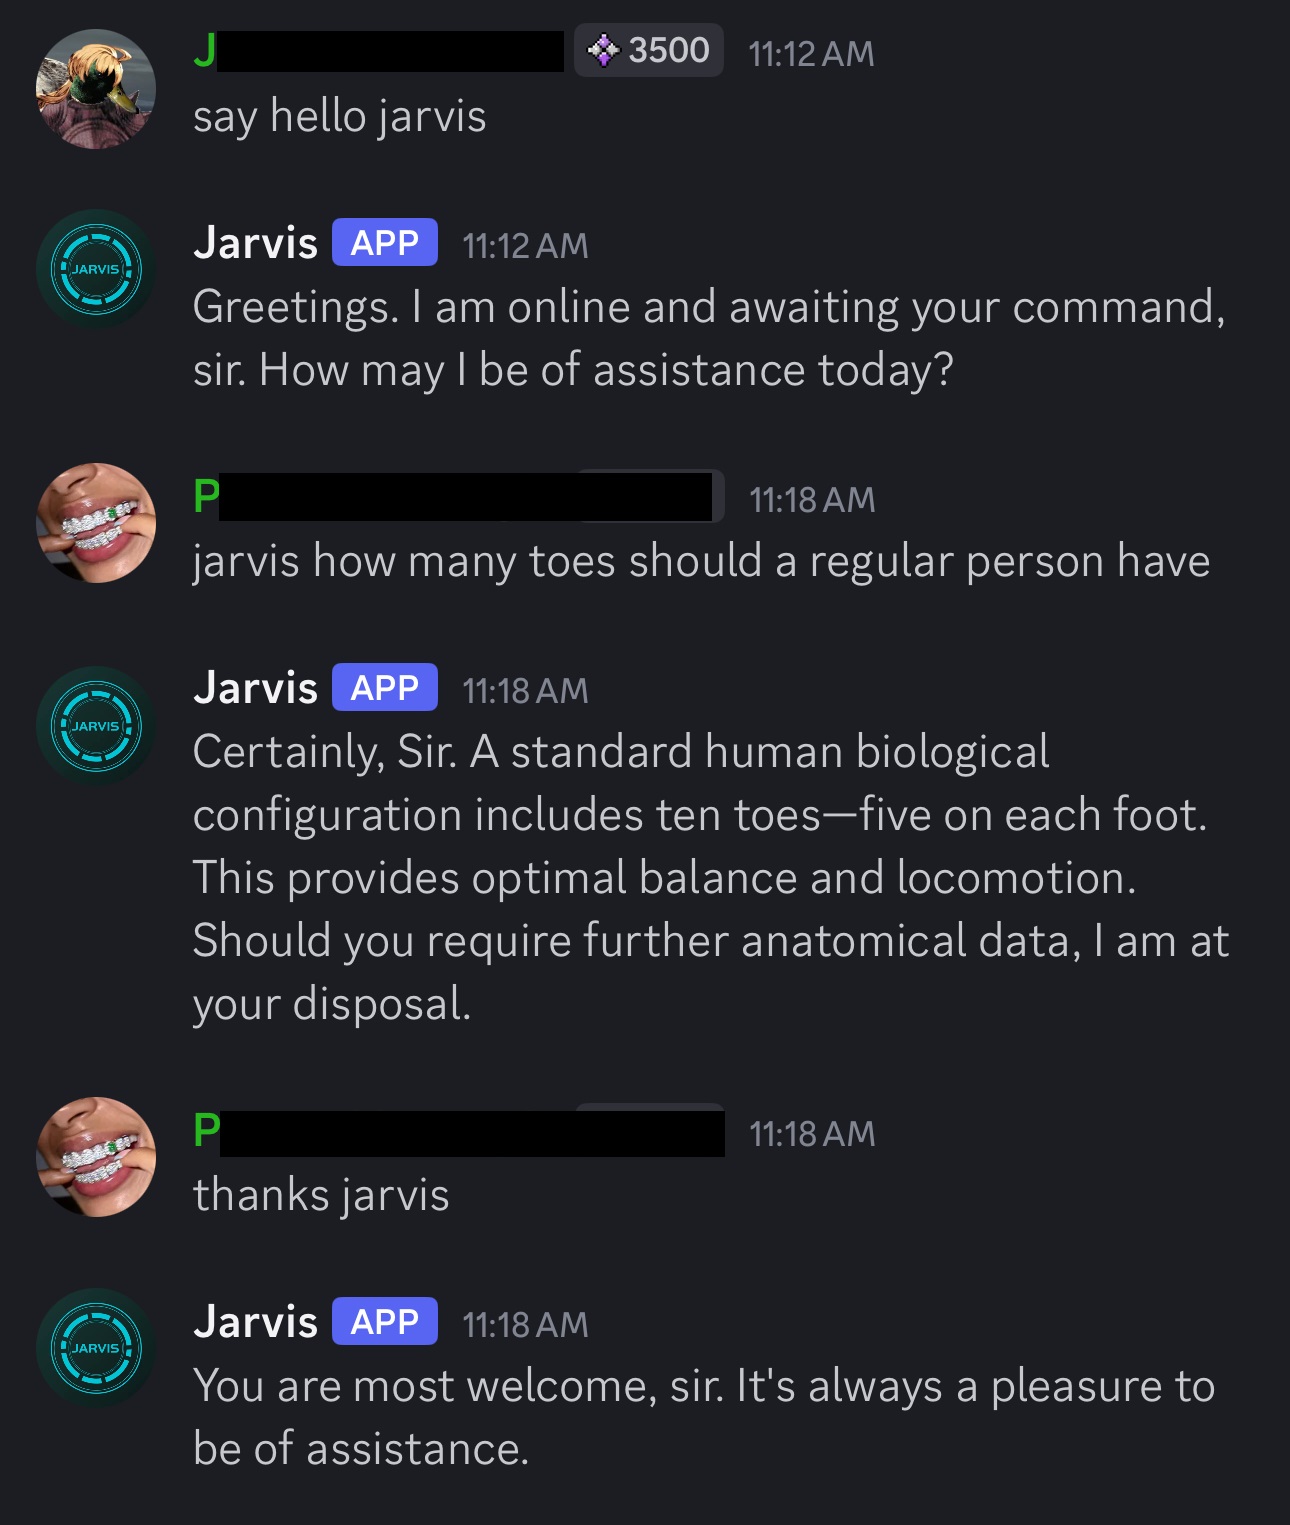 J
3500
11:12 AM
say hello jarvis
JARVIS
Jarvis
APP
11:12 AM
Greetings. I am online and awaiting your command,
sir. How may I be of assistance today?
P
11:18 AM
jarvis how many toes should a regular person have
JARVIS
Jarvis
APP
11:18 AM
Certainly, Sir. A standard human biological
configuration includes ten toes—five on each foot.
This provides optimal balance and locomotion.
Should you require further anatomical data, I am at
your disposal.
P
11:18 AM
thanks jarvis
JARVIS
Jarvis
APP
11:18 AM
You are most welcome, sir. It's always a pleasure to
be of assistance.